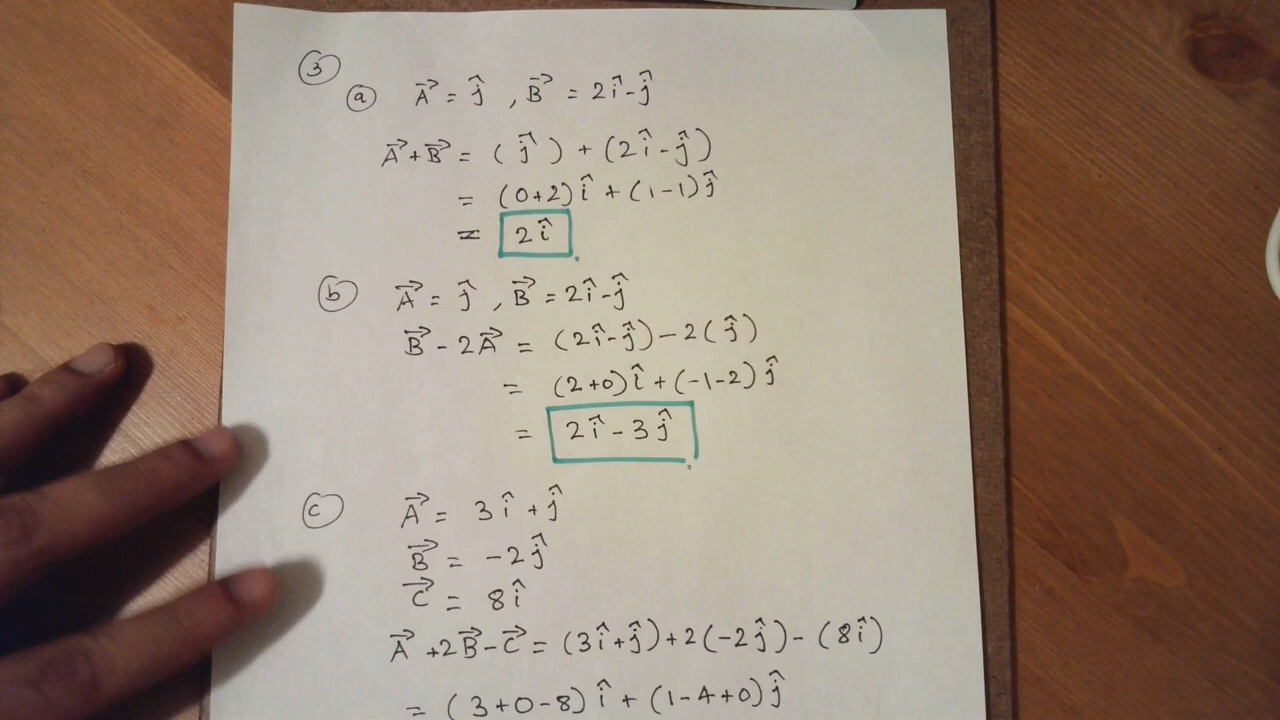 ③
ⓐ A⃗ = ĵ , B⃗ = 2î-ĵ
A⃗+B⃗ = ( ĵ ) + (2î-ĵ)
= (0+2)î + (1-1)ĵ
= 2î
ⓑ A⃗ = ĵ , B⃗ = 2î-ĵ
B⃗ - 2A⃗ = (2î-ĵ) - 2(ĵ)
= (2+0)î + (-1-2)ĵ
= 2î - 3ĵ
ⓒ A⃗ = 3î + ĵ
B⃗ = -2ĵ
C⃗ = 8î
A⃗ +2B⃗-C⃗ = (3î+ĵ)+2(-2ĵ)-(8î)
= (3+0-8)î + (1-4+0)ĵ